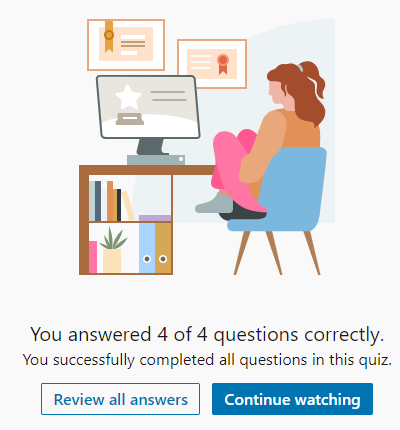 You answered 4 of 4 questions correctly.
You successfully completed all questions in this quiz.
Review all answers
Continue watching